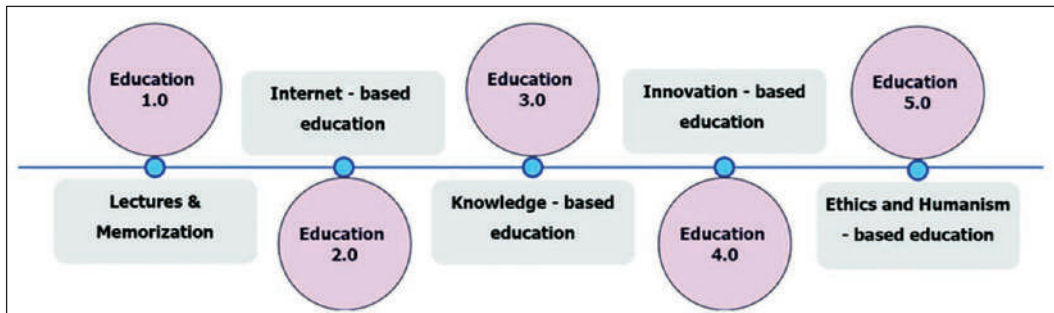 Education
1.0
Lectures &
Memorization
Internet - based
education
Education
2.0
Education
3.0
Knowledge - based
education
Innovation - based
education
Education
4.0
Education
5.0
Ethics and Humanism
- based education